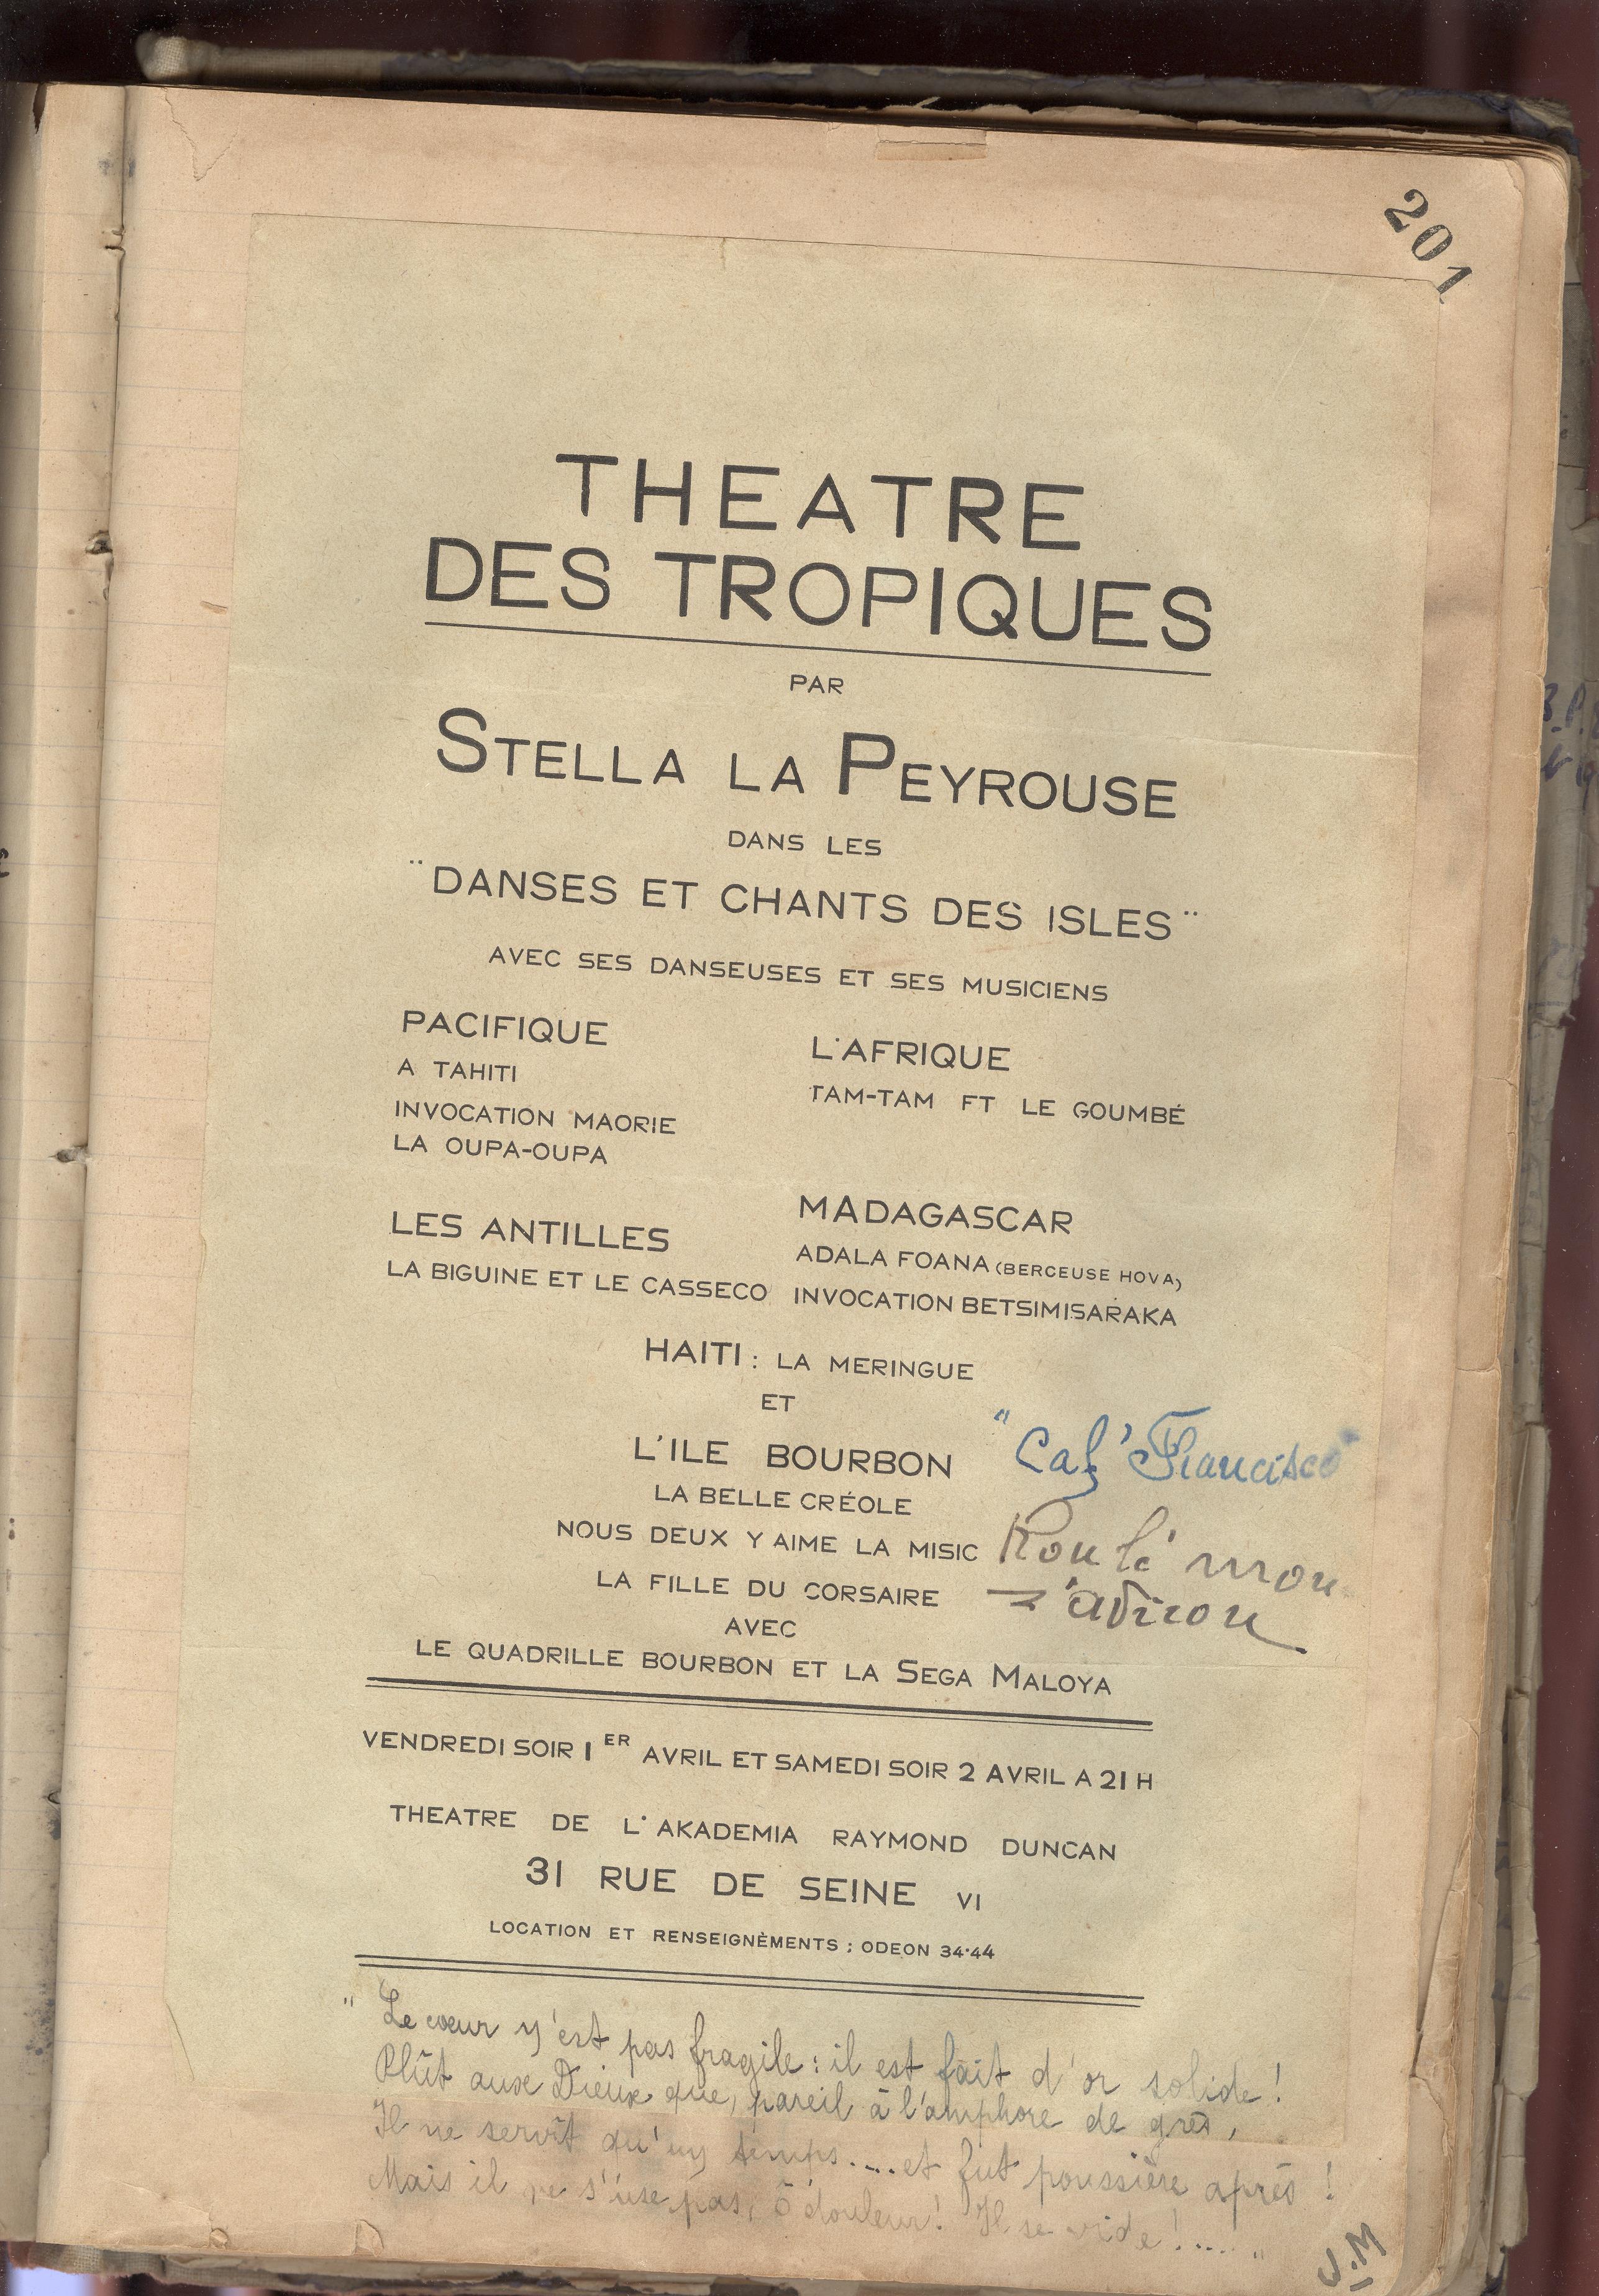 201
THEATRE
DES TROPIQUES
PAR
STELLA LA PEYROUSE
DANS LES
"DANSES ET CHANTS DES ISLES"
AVEC SES DANSEUSES ET SES MUSICIENS
PACIFIQUE
A TAHITI
INVOCATION MAORIE
LA OUPA-OUPA
L'AFRIQUE
TAM-TAM FT LE GOUMBÉ
LES ANTILLES
LA BIGUINE ET LE CASSECO
MADAGASCAR
ADALA FOANA (BERCEUSE HOVA)
INVOCATION BETSIMISARAKA
HAITI : LA MERINGUE
ET
L'ILE BOURBON "Caf' Francisco"
LA BELLE CRÉOLE
NOUS DEUX Y AIME LA MISIC Roulé mon
LA FILLE DU CORSAIRE z'aviron
AVEC
LE QUADRILLE BOURBON ET LA SEGA MALOYA
VENDREDI SOIR 1ER AVRIL ET SAMEDI SOIR 2 AVRIL A 21 H
THEATRE DE L'AKADEMIA RAYMOND DUNCAN
31 RUE DE SEINE VI
LOCATION ET RENSEIGNÈMENTS ; ODEON 34·44
" Le cœur n'est pas fragile : il est fait d'or solide !
Plût aux Dieux que, pareil à l'amphore de grès,
Il ne servît qu'un temps.... et fut poussière après !
Mais il ne s'use pas, ô douleur ! Il se vide !..... "
J.M